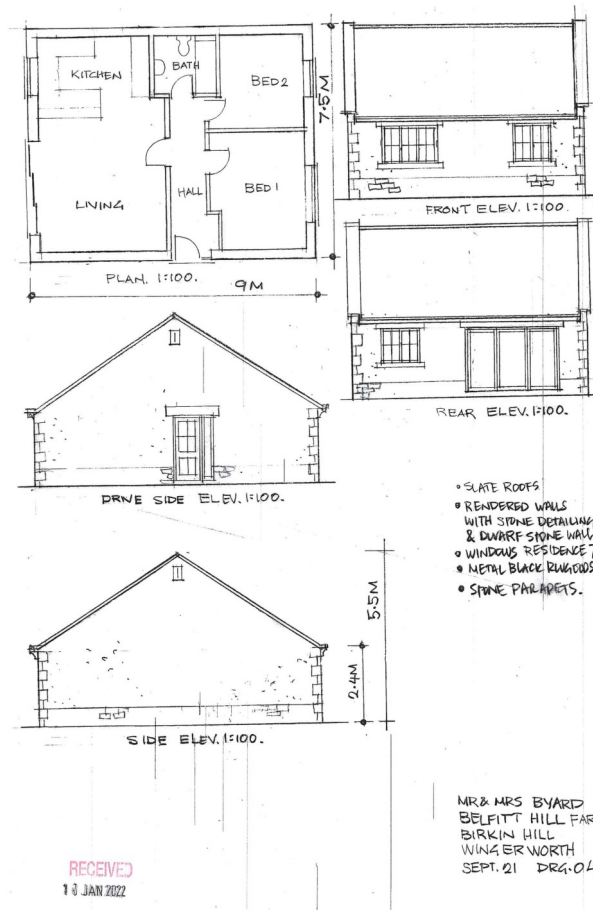 KITCHEN
BATH
BED 2
LIVING
HALL
BED 1
7.5M
PLAN. 1:100.
9M
FRONT ELEV. 1:100.
REAR ELEV. 1:100.
DRIVE SIDE ELEV. 1:100.
• SLATE ROOFS
• RENDERED WALLS
WITH STONE DETAILING
& DWARF STONE WALL
• WINDOWS RESIDENCE 7
• METAL BLACK
• STONE PARAPETS.
5.5M
2.4M
SIDE ELEV. 1:100.
MR & MRS BYARD
BELFITT HILL
BIRKIN HILL
WINGERWORTH
SEPT. 21 DRG.
RECEIVED
10 JAN 2022